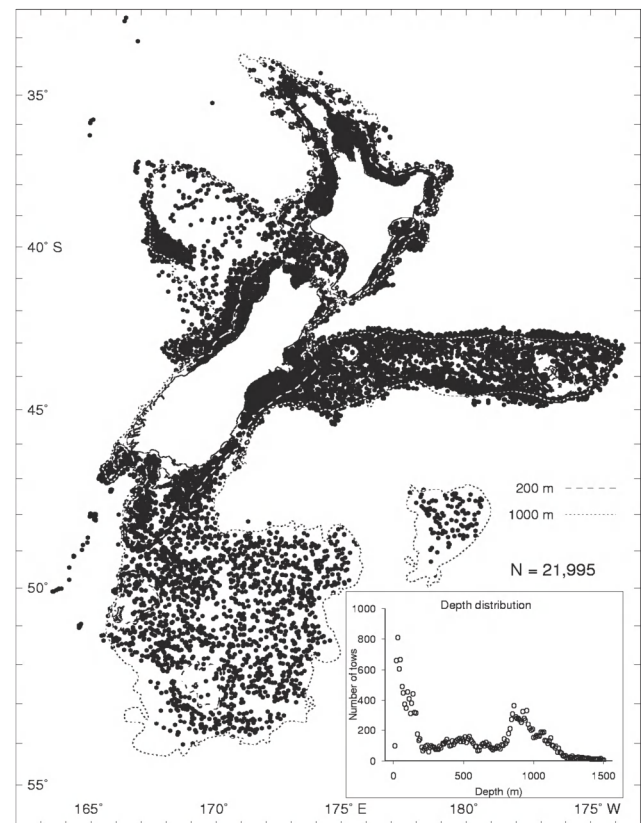 35°
40° S
45°
50°
55°
200 m
1000 m
N = 21,995
Depth distribution
Number of tows
1000
800
600
400
200
0
0 500 1000 1500
Depth (m)
165° 170° 175° E 180° 175° W